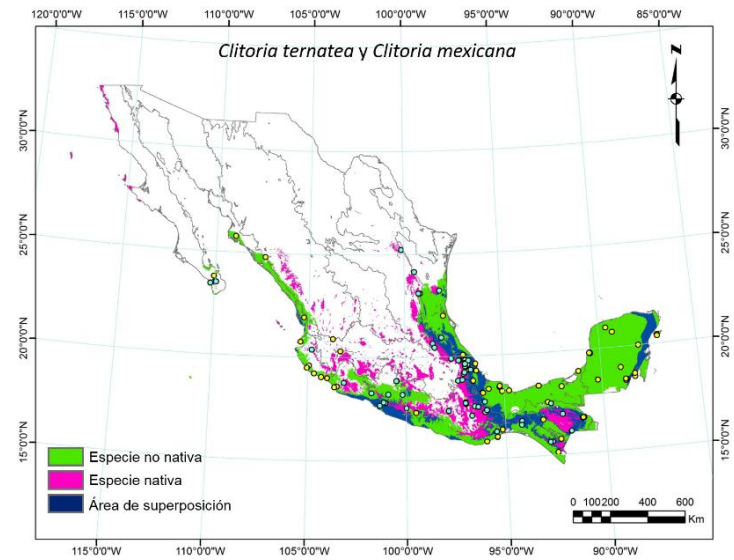 120°0'0"W 115°0'0"W 110°0'0"W 105°0'0"W 100°0'0"W 95°0'0"W 90°0'0"W 85°0'0"W
Clitoria ternatea y Clitoria mexicana
N
30°0'0"N 30°0'0"N
25°0'0"N 25°0'0"N
20°0'0"N 20°0'0"N
15°0'0"N 15°0'0"N
Especie no nativa
Especie nativa
Área de superposición
0 100 200 400 600
Km
115°0'0"W 110°0'0"W 105°0'0"W 100°0'0"W 95°0'0"W 90°0'0"W